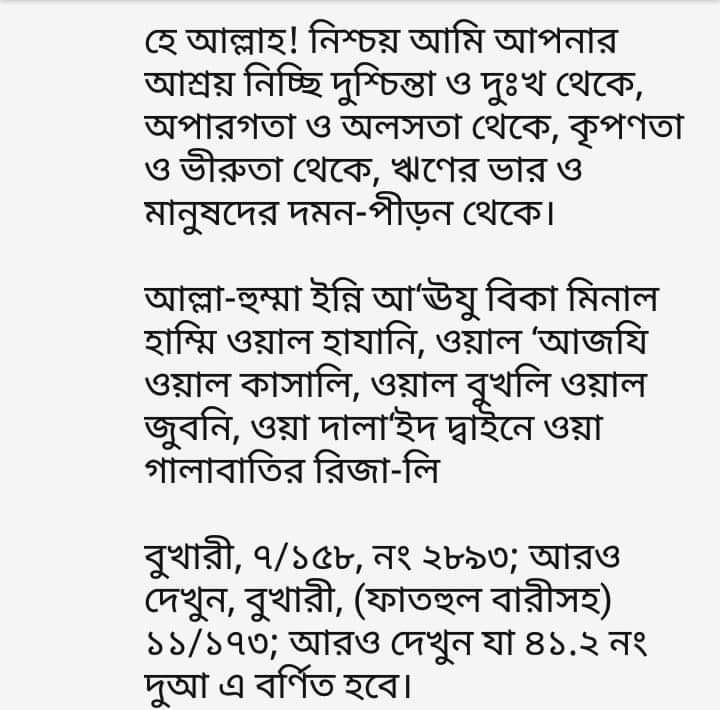 হে আল্লাহ! নিশ্চয় আমি আপনার
আশ্রয় নিচ্ছি দুশ্চিন্তা ও দুঃখ থেকে,
অপারগতা ও অলসতা থেকে, কৃপণতা
ও ভীরুতা থেকে, ঋণের ভার ও
মানুষদের দমন-পীড়ন থেকে।
আল্লা-হুম্মা ইন্নি আ‘ঊযু বিকা মিনাল
হাম্মি ওয়াল হাযানি, ওয়াল ‘আজযি
ওয়াল কাসালি, ওয়াল বুখলি ওয়াল
জুবনি, ওয়া দালা‘ইদ দ্বাইনে ওয়া
গালাবাতির রিজা-লি
বুখারী, ৭/১৫৮, নং ২৮৯৩; আরও
দেখুন, বুখারী, (ফাতহুল বারীসহ)
১১/১৭৩; আরও দেখুন যা ৪১.২ নং
দুআ এ বর্ণিত হবে।